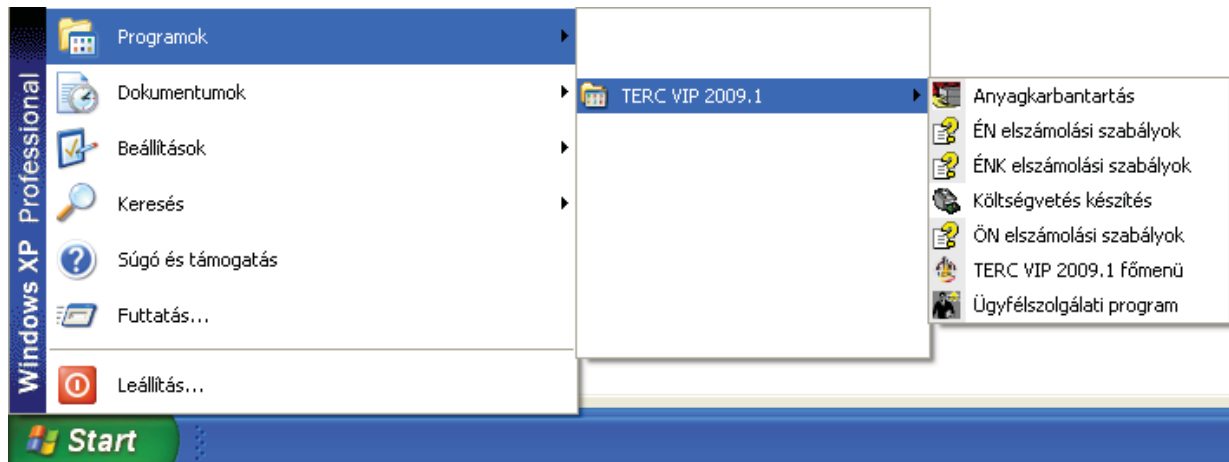 Windows XP Professional
Programok
Dokumentumok
Beállítások
Keresés
Súgó és támogatás
Futtatás...
Leállítás...
TERC VIP 2009.1
Anyagkarbantartás
ÉN elszámolási szabályok
ÉNK elszámolási szabályok
Költségvetés készítés
ÖN elszámolási szabályok
TERC VIP 2009.1 főmenü
Ügyfélszolgálati program
Start